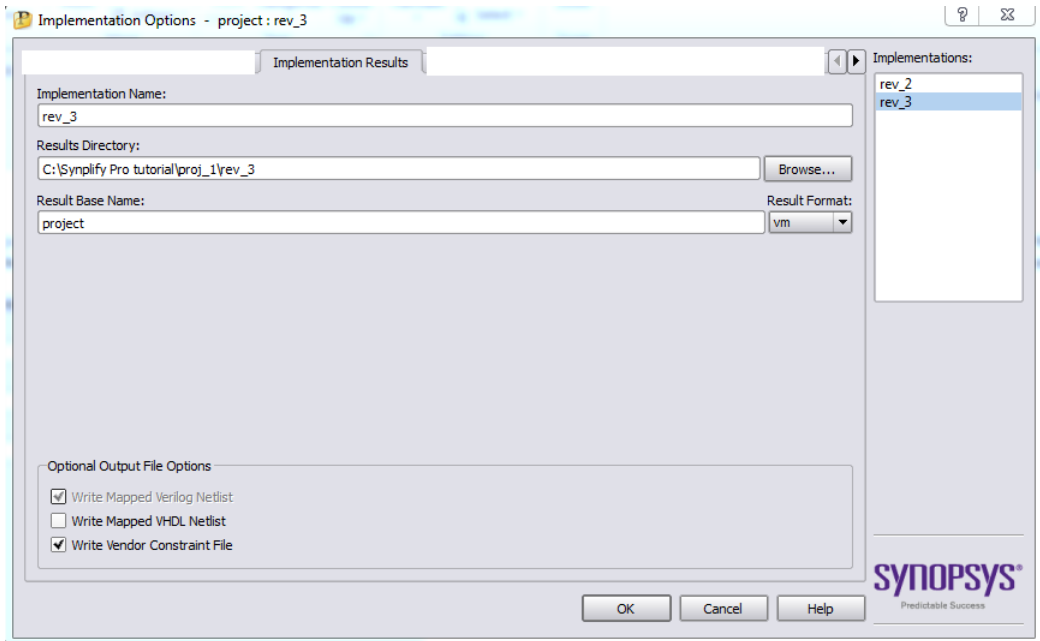 Implementation Options - project : rev_3
Implementation Results
Implementations:
rev_2
rev_3
Implementation Name:
rev_3
Results Directory:
C:\Synplify Pro tutorial\proj_1\rev_3
Browse...
Result Base Name:
Result Format:
project
vm
Optional Output File Options
Write Mapped Verilog Netlist
Write Mapped VHDL Netlist
Write Vendor Constraint File
OK
Cancel
Help
SYNOPSYS®
Predictable Success